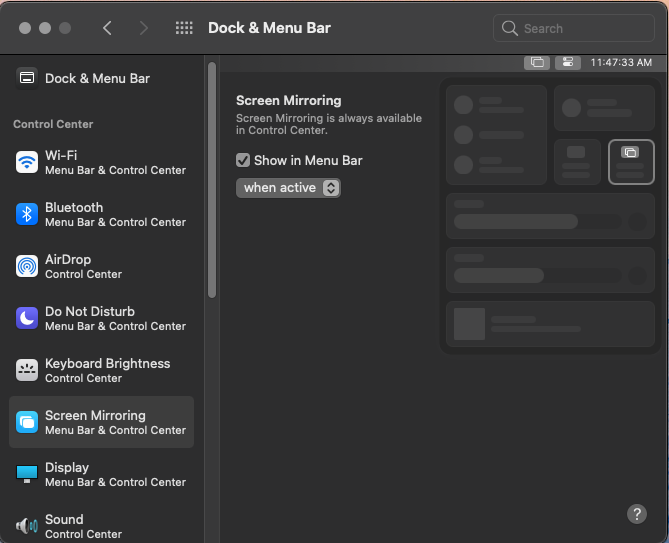 Dock & Menu Bar
Search
Dock & Menu Bar
Control Center
Wi-Fi
Menu Bar & Control Center
Bluetooth
Menu Bar & Control Center
AirDrop
Control Center
Do Not Disturb
Menu Bar & Control Center
Keyboard Brightness
Control Center
Screen Mirroring
Menu Bar & Control Center
Display
Menu Bar & Control Center
Sound
Control Center
11:47:33 AM
Screen Mirroring
Screen Mirroring is always available
in Control Center.
Show in Menu Bar
when active
?